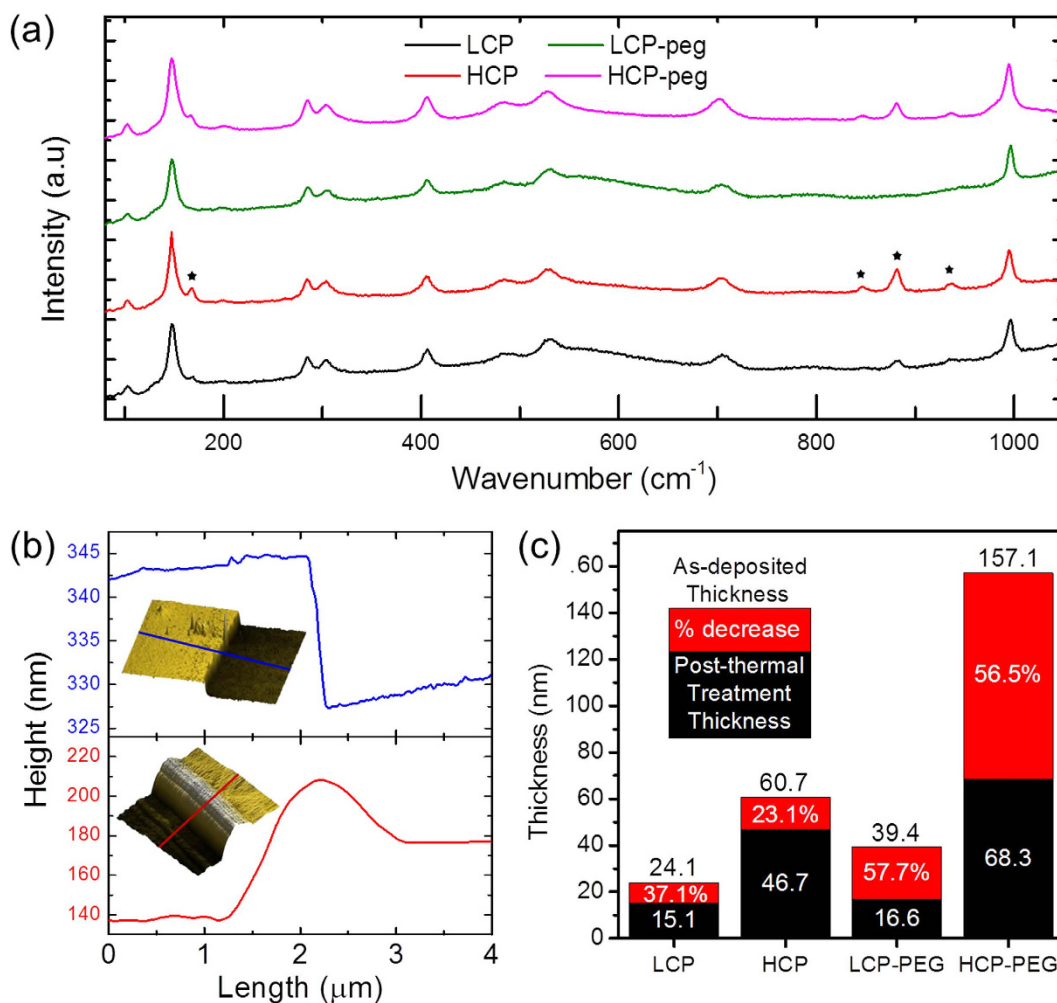 (a)
LCP
LCP-peg
HCP
HCP-peg
Intensity (a.u)
200
400
600
800
1000
Wavenumber (cm-1)
(b)
345
340
335
330
325
220
200
180
160
140
Height (nm)
0
1
2
3
4
Length (μm)
(c)
As-deposited
Thickness
% decrease
Post-thermal
Treatment
Thickness
60
140
120
100
80
60
40
20
0
Thickness (nm)
24.1
37.1%
15.1
60.7
23.1%
46.7
39.4
57.7%
16.6
157.1
56.5%
68.3
LCP
HCP
LCP-PEG
HCP-PEG